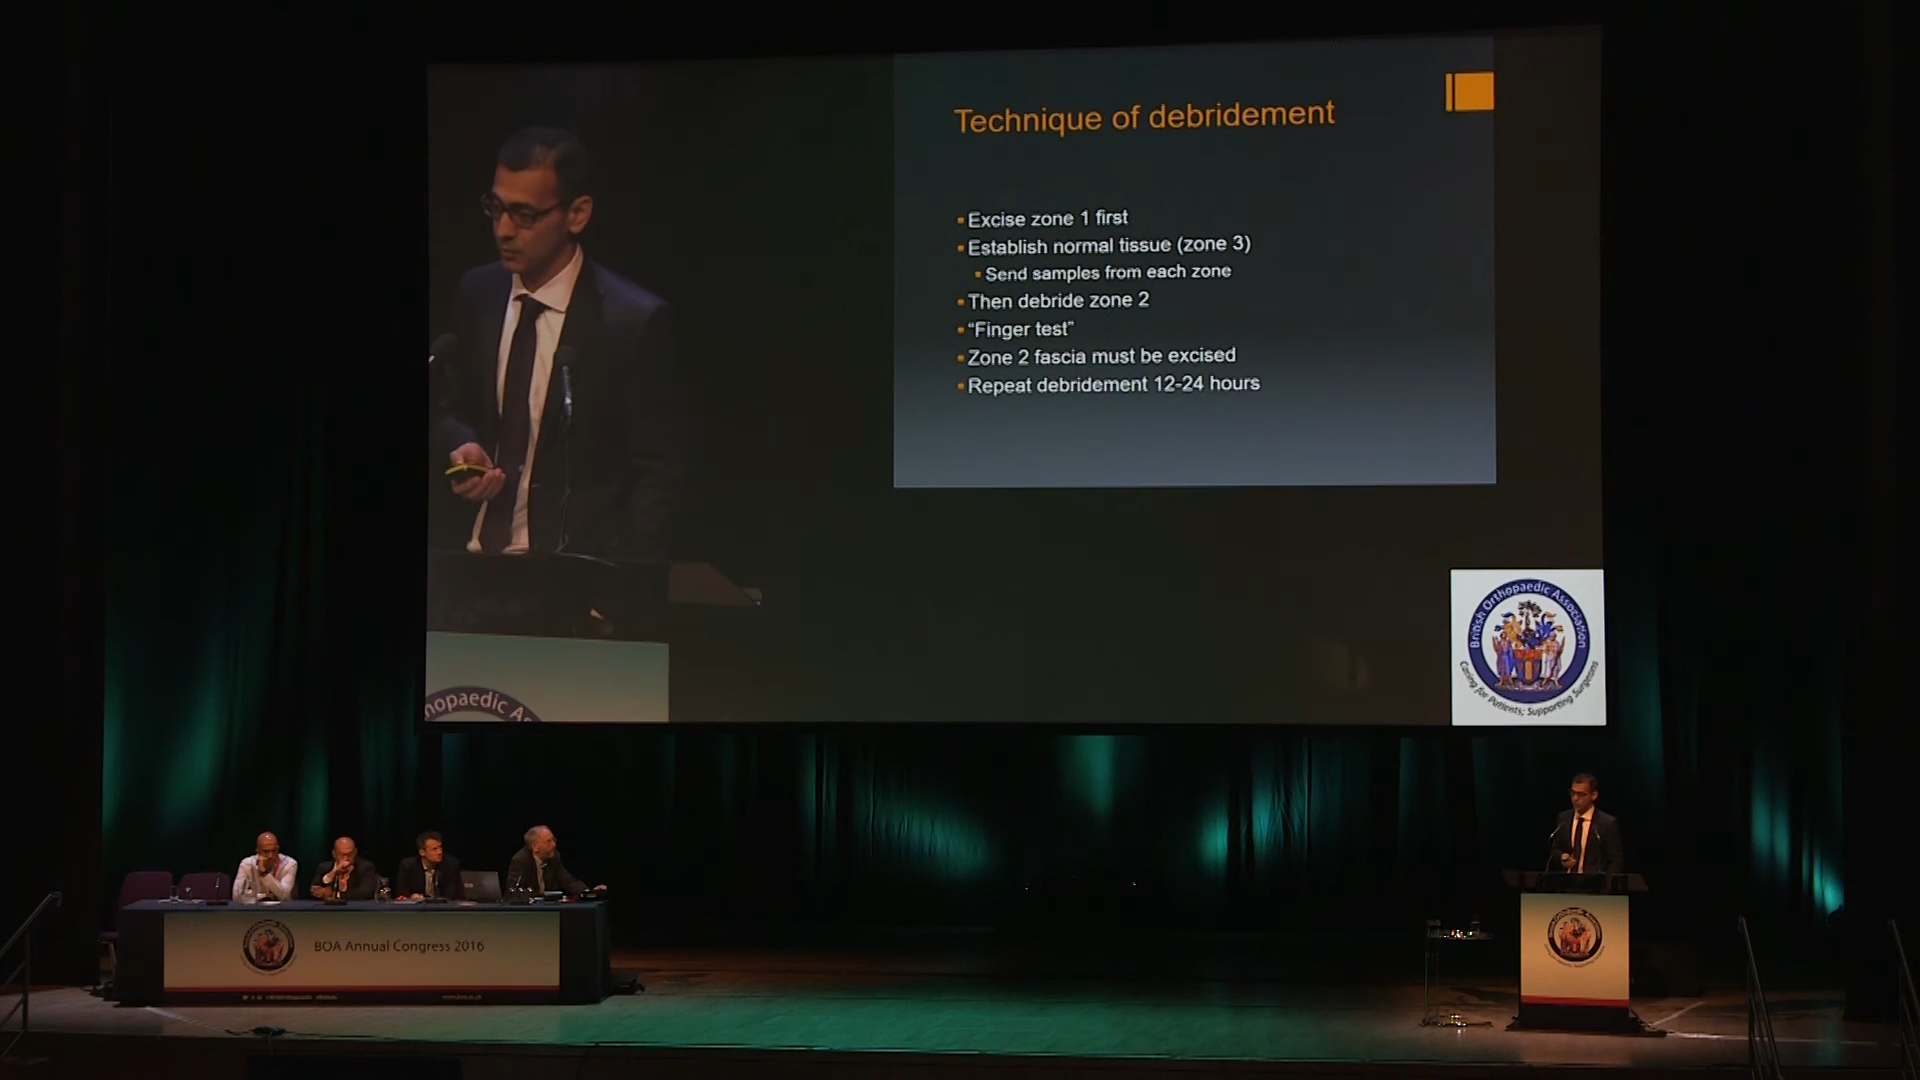 Technique of debridement
Excise zone 1 first
Establish normal tissue (zone 3)
Send samples from each zone
Then debride zone 2
“Finger test”
Zone 2 fascia must be excised
Repeat debridement 12-24 hours
British Orthopaedic Association
Caring for Patients; Supporting Surgeons
hopaedic As
BOA Annual Congress 2016